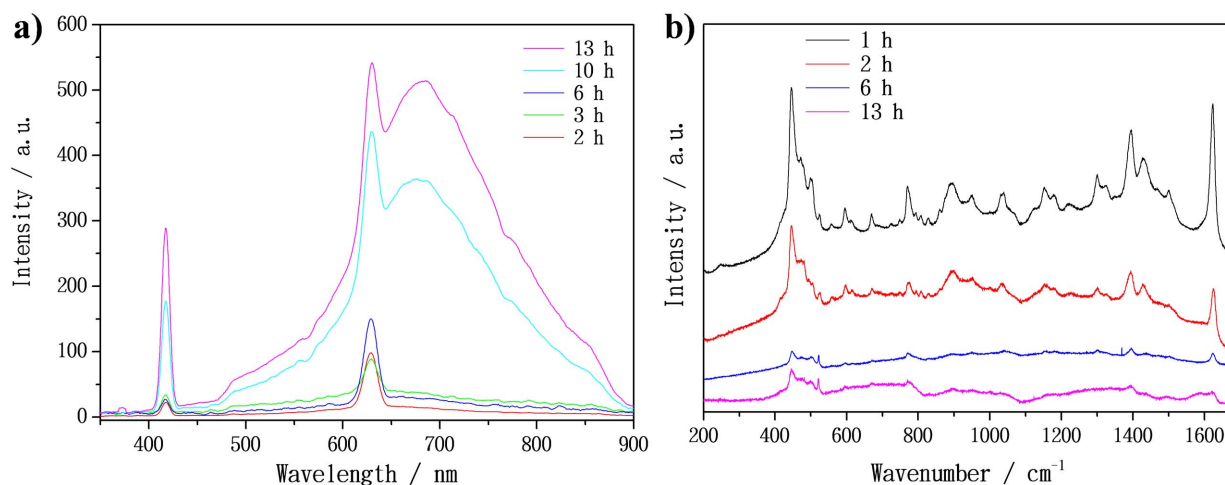 a)
600
500
400
300
200
100
0
Intensity / a.u.
13 h
10 h
6 h
3 h
2 h
400 500 600 700 800 900
Wavelength / nm
b)
1 h
2 h
6 h
13 h
Intensity / a.u.
200 400 600 800 1000 1200 1400 1600
Wavenumber / cm⁻¹